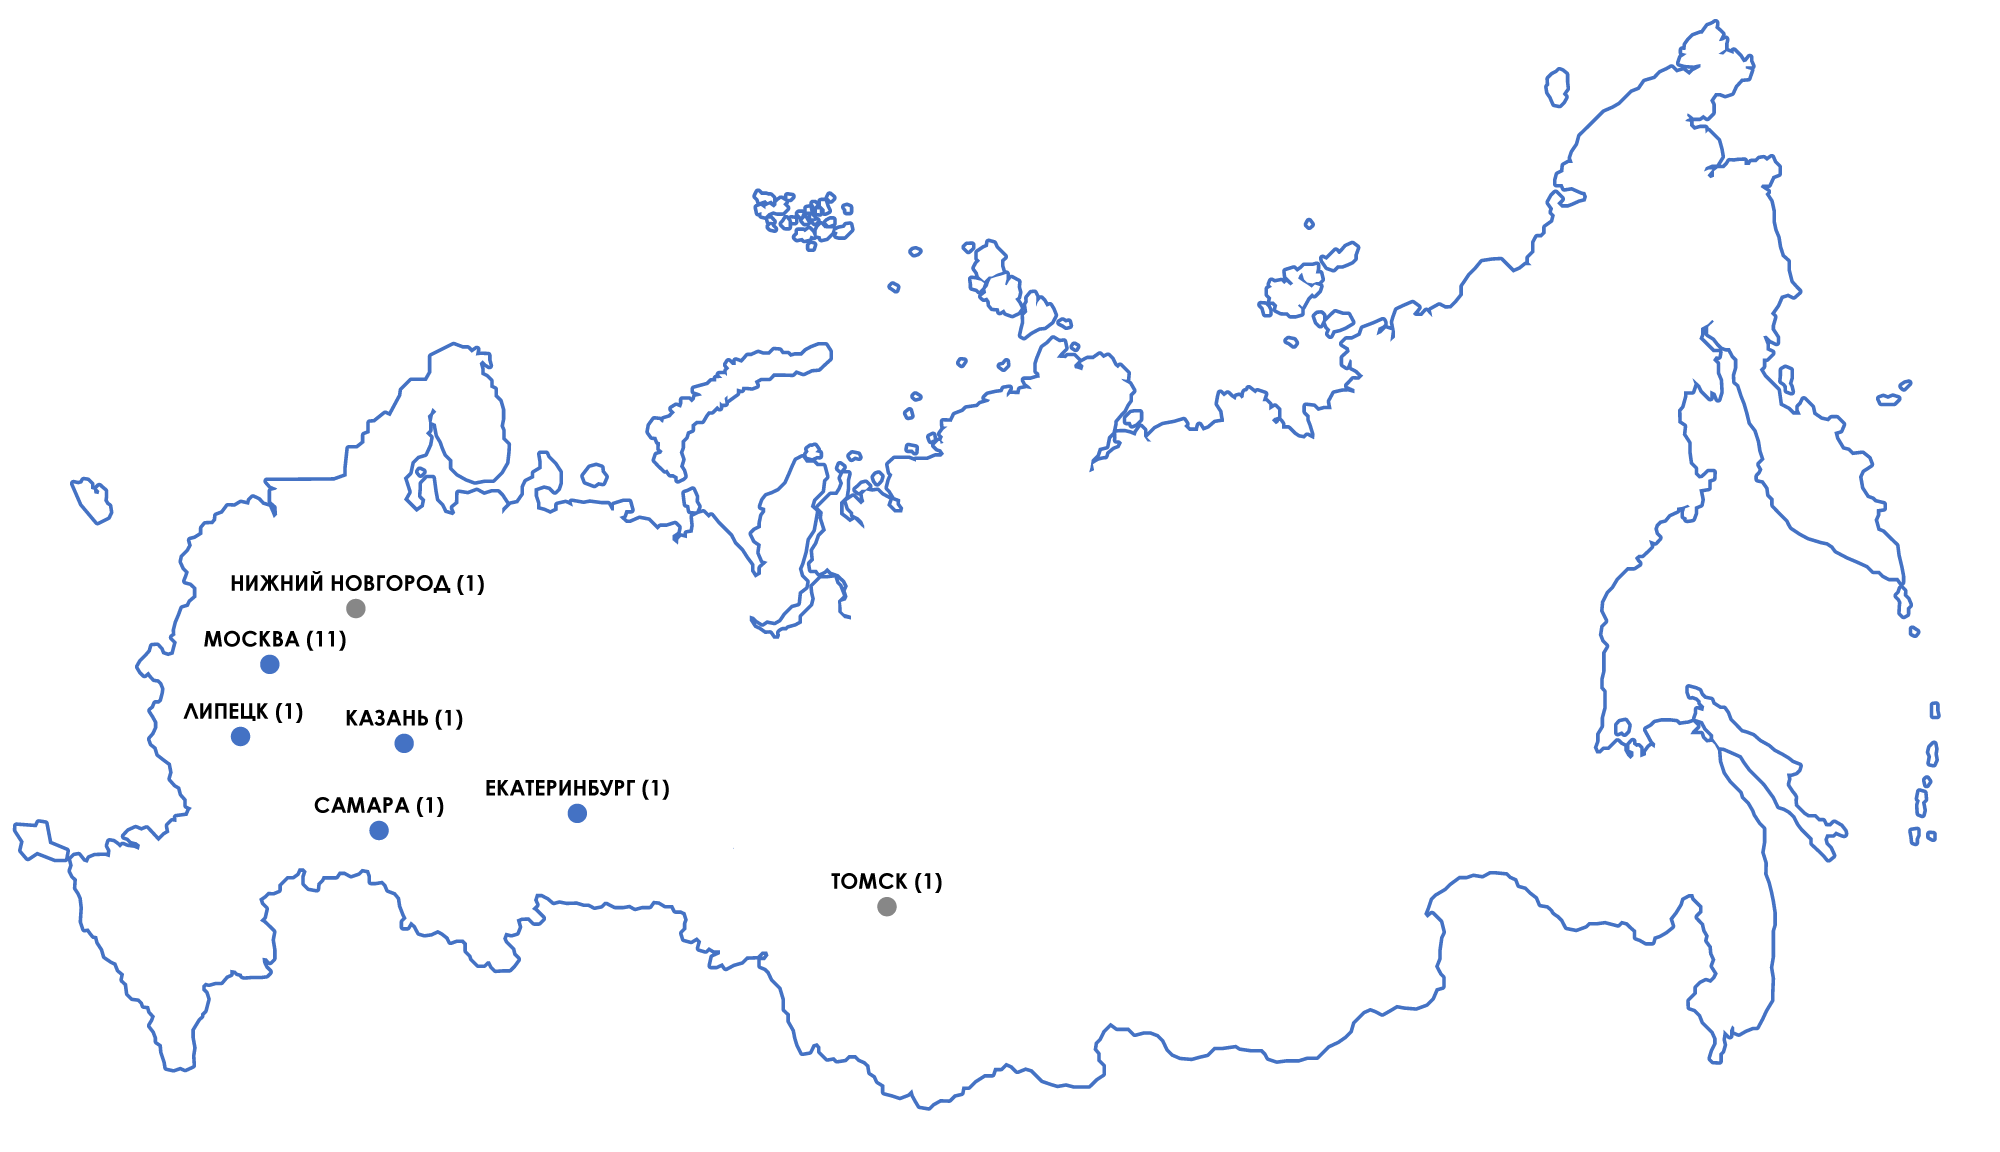 НИЖНИЙ НОВГОРОД (1)
МОСКВА (11)
ЛИПЕЦК (1)
КАЗАНЬ (1)
ЕКАТЕРИНБУРГ (1)
САМАРА (1)
ТОМСК (1)